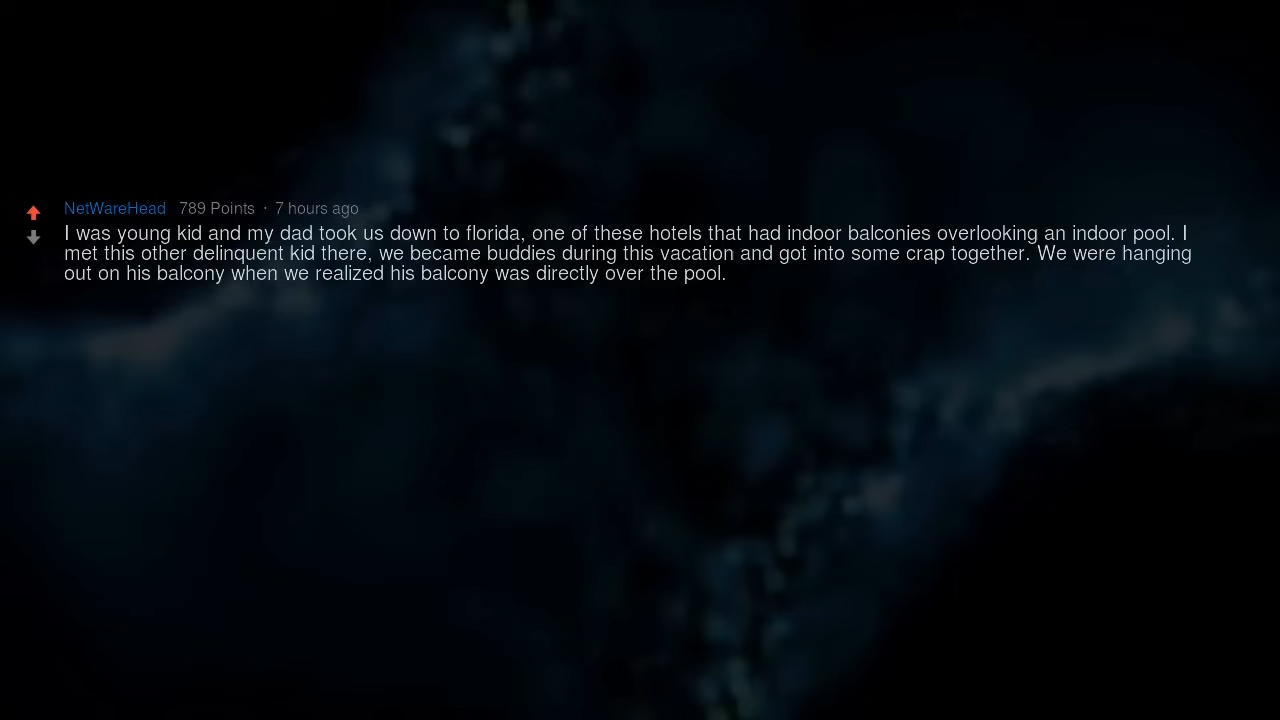 NetWareHead 789 Points · 7 hours ago
I was young kid and my dad took us down to florida, one of these hotels that had indoor balconies overlooking an indoor pool. I
met this other delinquent kid there, we became buddies during this vacation and got into some crap together. We were hanging
out on his balcony when we realized his balcony was directly over the pool.